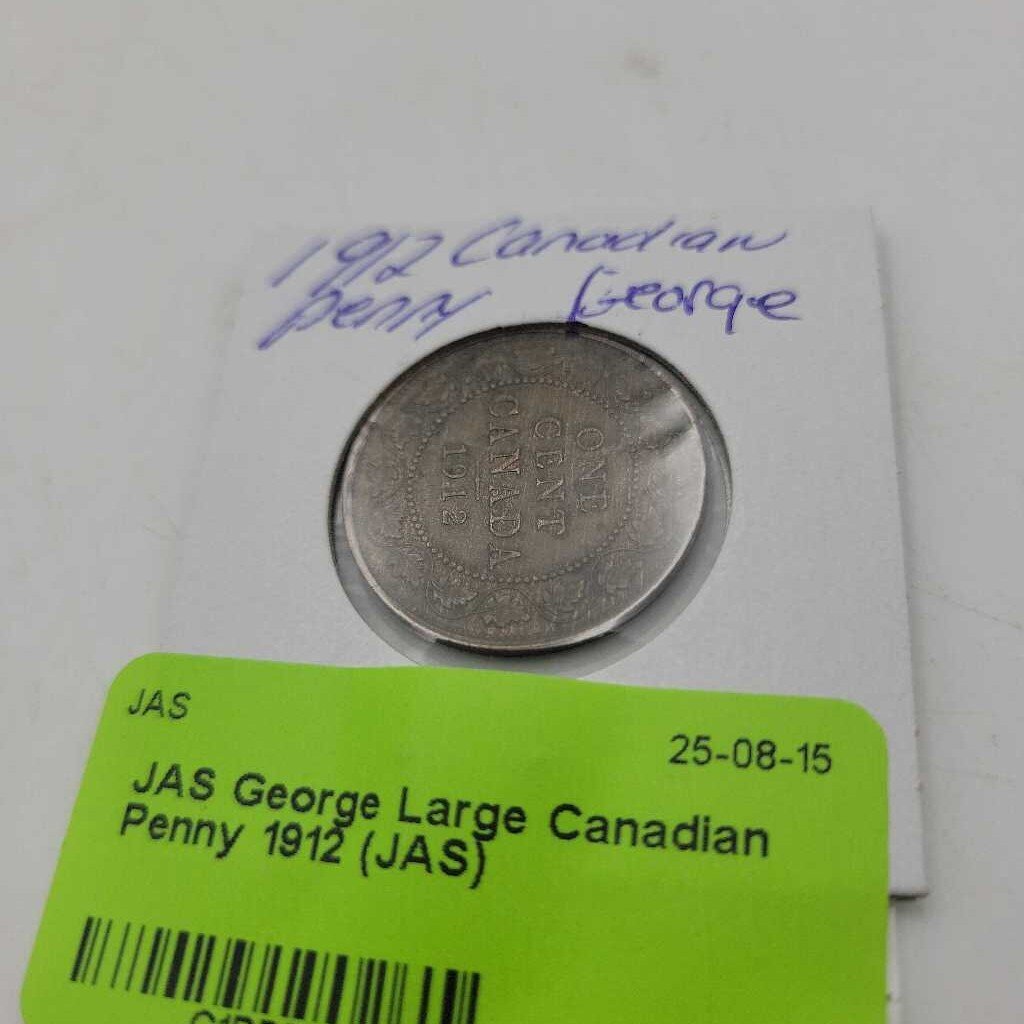 1912 Canadian
penny George
ONE
CENT
CANADA
1912
JAS
25-08-15
JAS George Large Canadian
Penny 1912 (JAS)